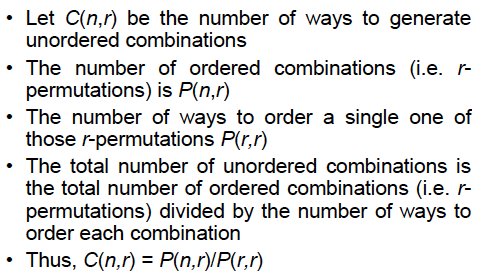 • Let C(n,r) be the number of ways to generate
unordered combinations
• The number of ordered combinations (i.e. r-
permutations) is P(n,r)
• The number of ways to order a single one of
those r-permutations P(r,r)
• The total number of unordered combinations is
the total number of ordered combinations (i.e. r-
permutations) divided by the number of ways to
order each combination
• Thus, C(n,r) = P(n,r)/P(r,r)